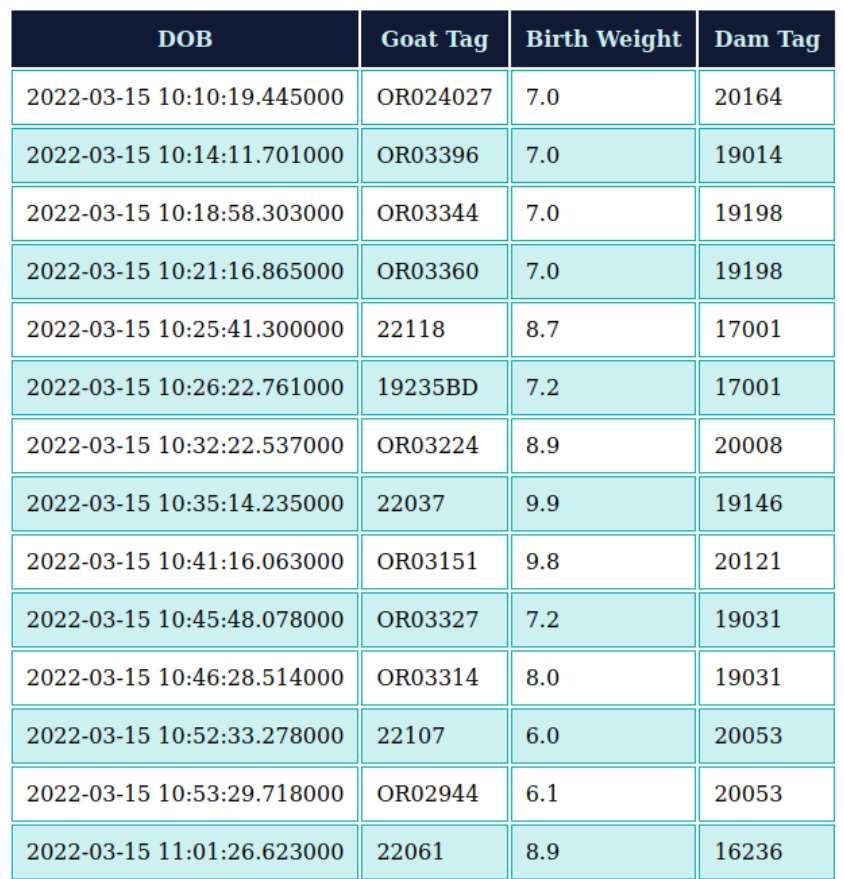 DOB Goat Tag Birth Weight Dam Tag
2022-03-15 10:10:19.445000 OR024027 7.0 20164
2022-03-15 10:14:11.701000 OR03396 7.0 19014
2022-03-15 10:18:58.303000 OR03344 7.0 19198
2022-03-15 10:21:16.865000 OR03360 7.0 19198
2022-03-15 10:25:41.300000 22118 8.7 17001
2022-03-15 10:26:22.761000 19235BD 7.2 17001
2022-03-15 10:32:22.537000 OR03224 8.9 20008
2022-03-15 10:35:14.235000 22037 9.9 19146
2022-03-15 10:41:16.063000 OR03151 9.8 20121
2022-03-15 10:45:48.078000 OR03327 7.2 19031
2022-03-15 10:46:28.514000 OR03314 8.0 19031
2022-03-15 10:52:33.278000 22107 6.0 20053
2022-03-15 10:53:29.718000 OR02944 6.1 20053
2022-03-15 11:01:26.623000 22061 8.9 16236